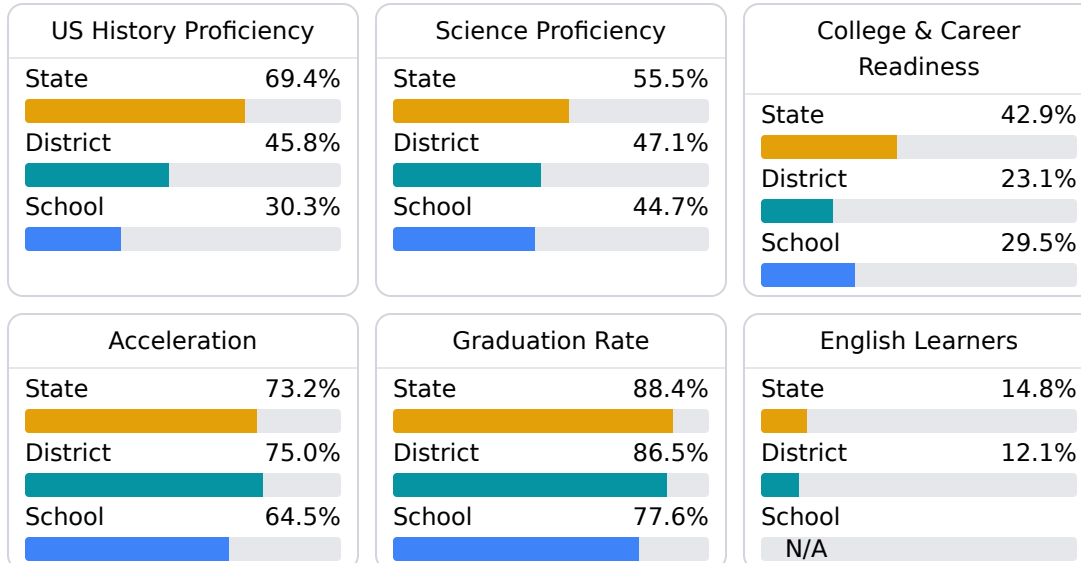 US History Proficiency
State 69.4%
District 45.8%
School 30.3%
Science Proficiency
State 55.5%
District 47.1%
School 44.7%
College & Career
Readiness
State 42.9%
District 23.1%
School 29.5%
Acceleration
State 73.2%
District 75.0%
School 64.5%
Graduation Rate
State 88.4%
District 86.5%
School 77.6%
English Learners
State 14.8%
District 12.1%
School
N/A